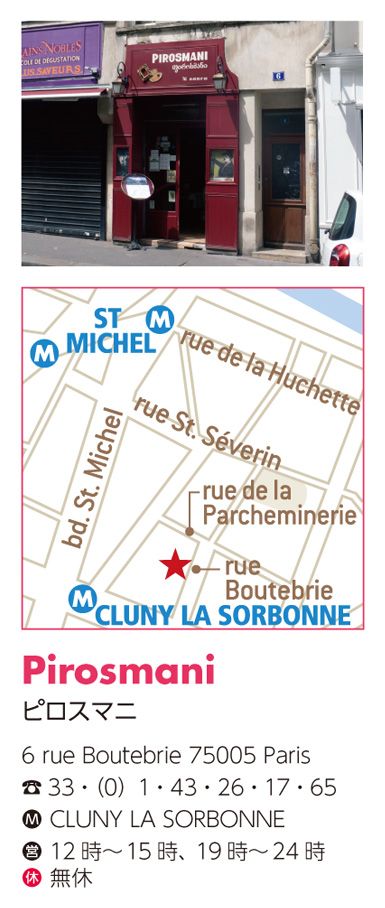 AINS NOBLES
COLE DE DÉGUSTATION
US SAVEURS.
PIROSMANI
ფიროსმანი
6
ST
MICHEL
M
M
rue de la Huchette
rue St. Séverin
bd. St. Michel
rue de la
Parcheminerie
rue
Boutebrie
M
CLUNY LA SORBONNE
Pirosmani
ピロスマニ
6 rue Boutebrie 75005 Paris
☎ 33・(0) 1・43・26・17・65
M CLUNY LA SORBONNE
営 12時〜15時、19時〜24時
休 無休